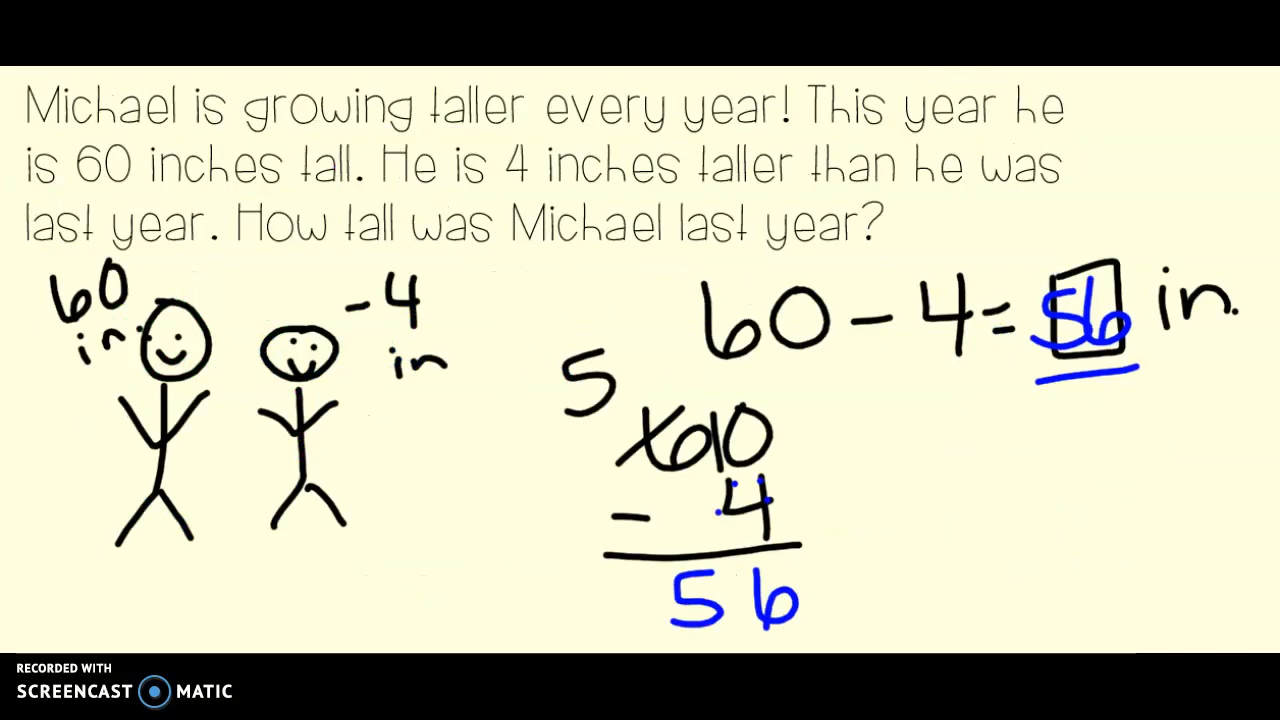 Michael is growing taller every year! This year he
is 60 inches tall. He is 4 inches taller than he was
last year. How tall was Michael last year?
60
in
- 4
in
60 - 4 = 56 in.
5
6 10
- 4
56
RECORDED WITH
SCREENCAST MATIC